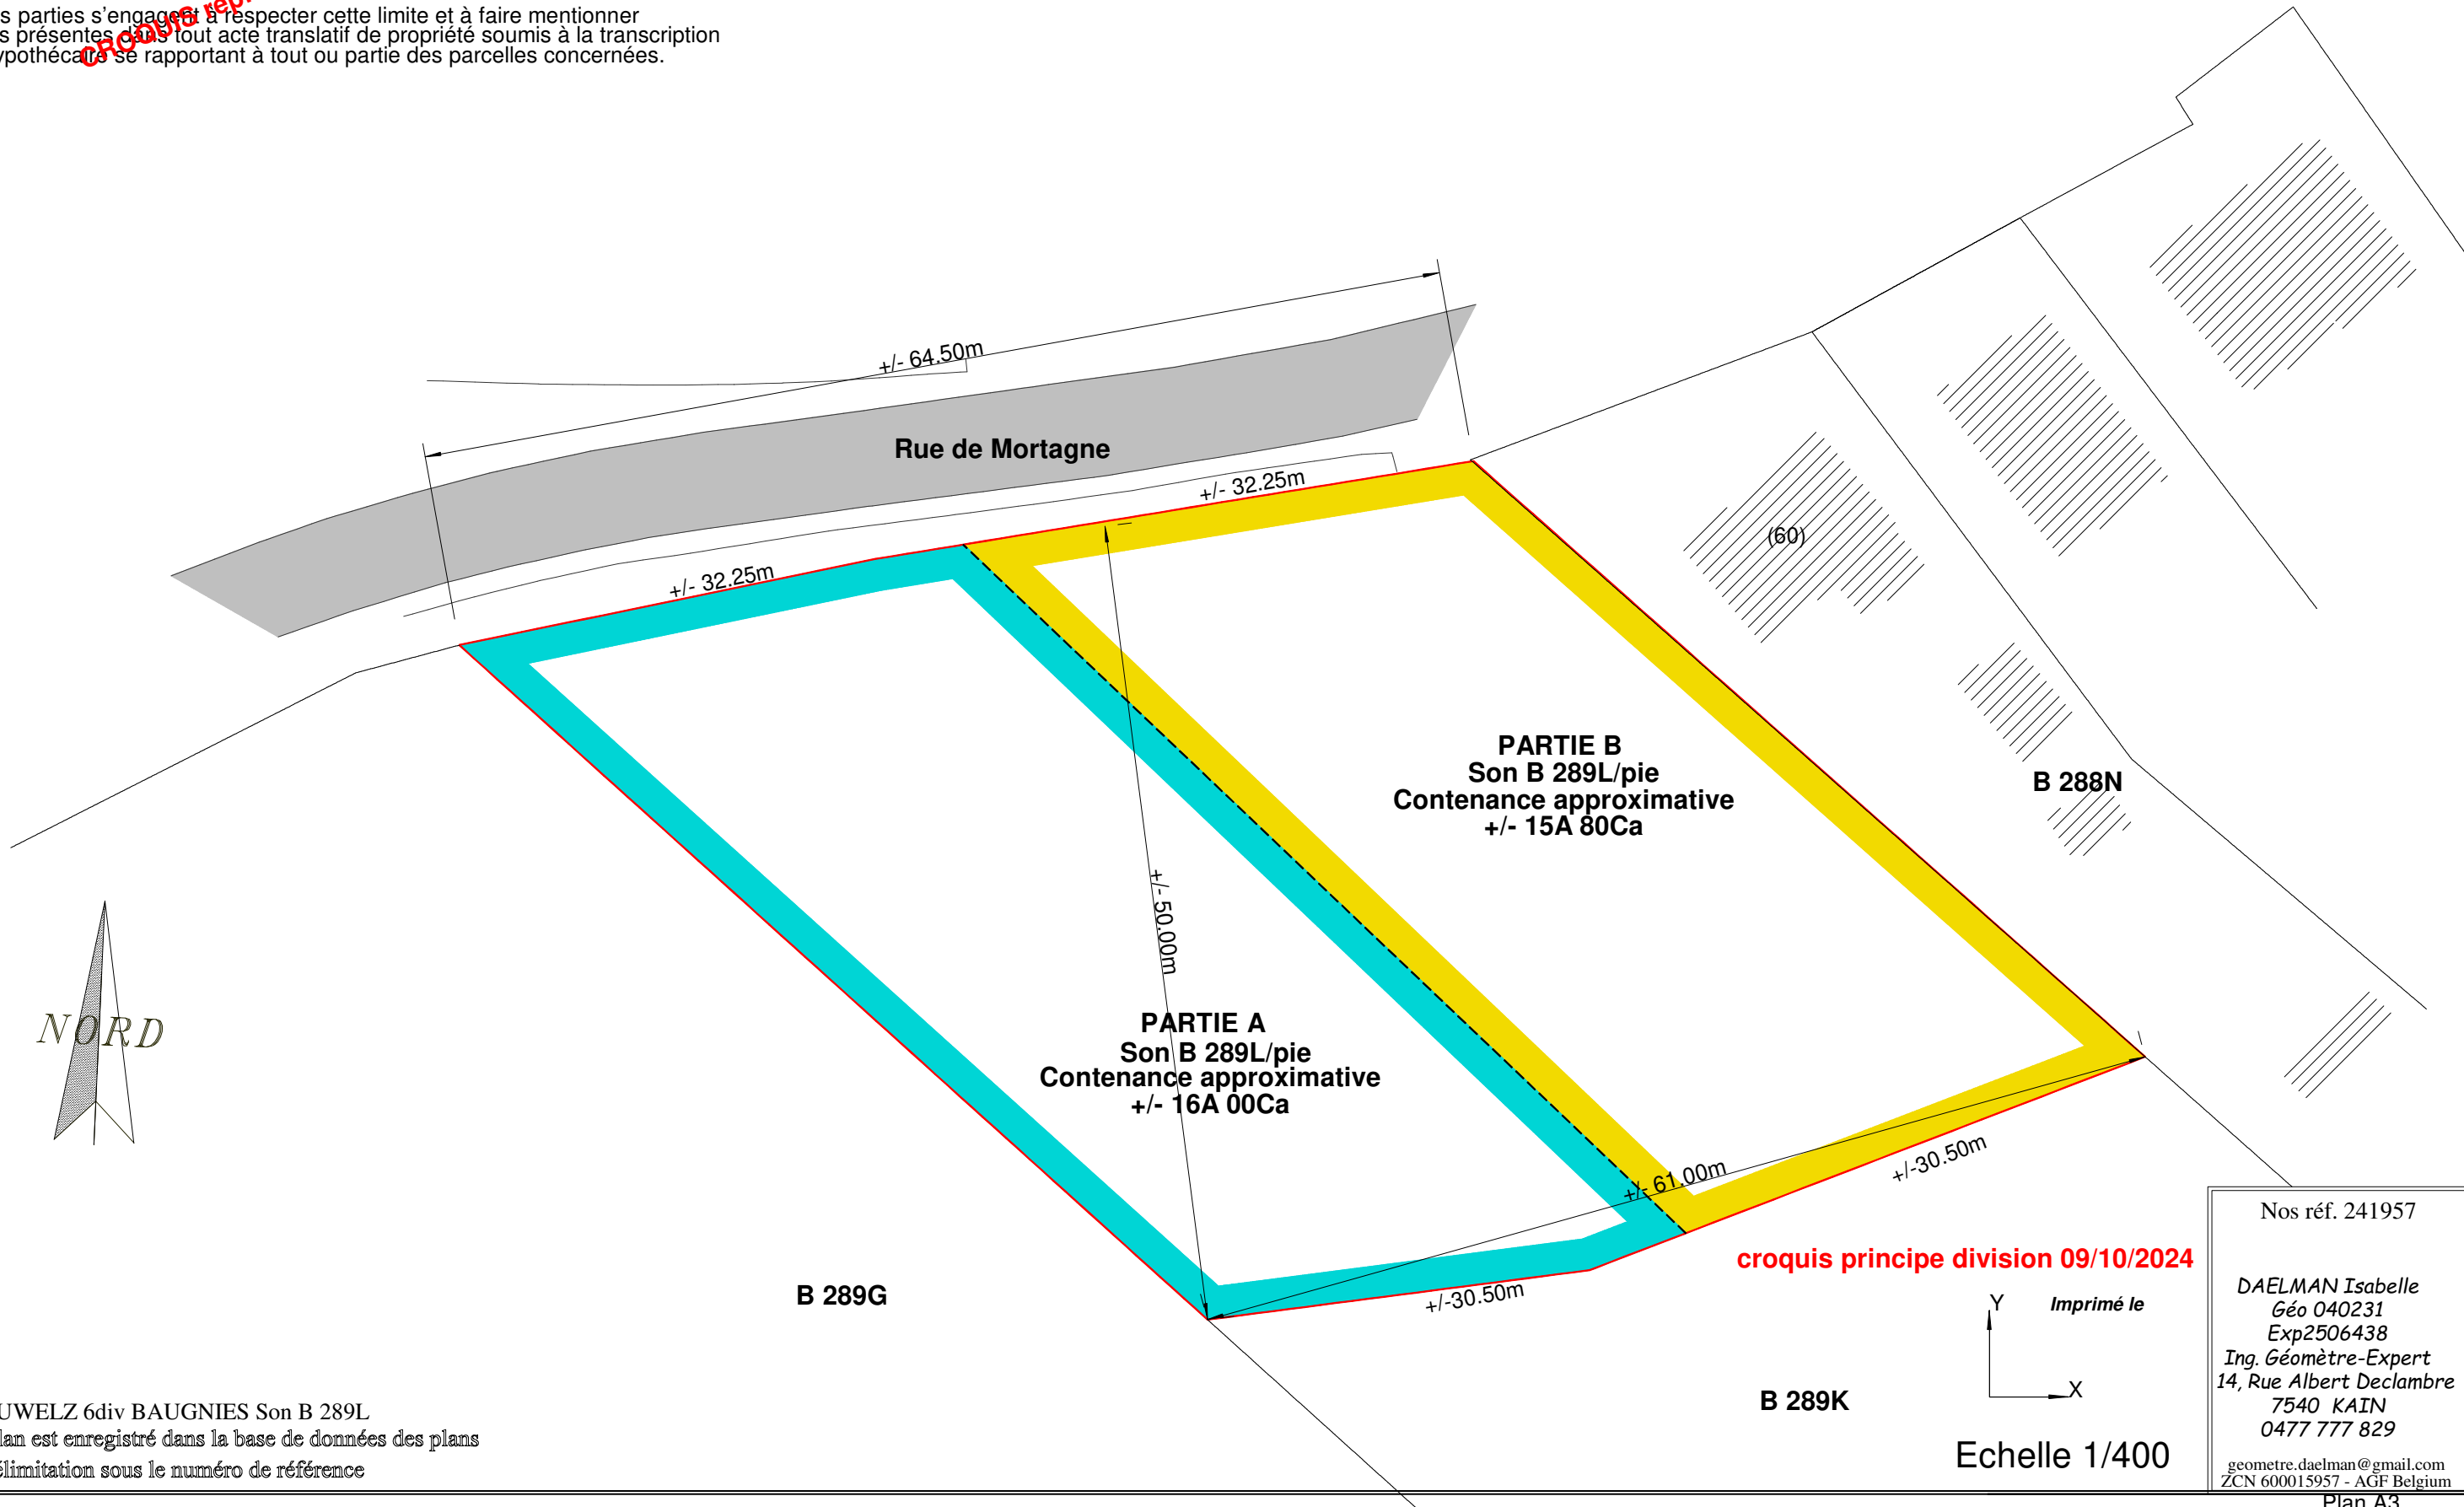 s parties s'engagent à respecter cette limite et à faire mentionner
s présentes dans tout acte translatif de propriété soumis à la transcription
ypothécaire se rapportant à tout ou partie des parcelles concernées.
CROQUIS
+/- 64.50m
Rue de Mortagne
+/- 32.25m
+/- 32.25m
(60)
PARTIE B
Son B 289L/pie
Contenance approximative
+/- 15A 80Ca
B 288N
+/- 50.00m
NORD
PARTIE A
Son B 289L/pie
Contenance approximative
+/- 16A 00Ca
+/- 61.00m
+/-30.50m
+/-30.50m
B 289G
croquis principe division 09/10/2024
Y
Imprimé le
X
B 289K
Echelle 1/400
Nos réf. 241957
DAELMAN Isabelle
Géo 040231
Exp2506438
Ing. Géomètre-Expert
14, Rue Albert Declambre
7540 KAIN
0477 777 829
geometre.daelman@gmail.com
ZCN 600015957 - AGF Belgium
Plan A3
UWELZ 6div BAUGNIES Son B 289L
lan est enregistré dans la base de données des plans
élimitation sous le numéro de référence